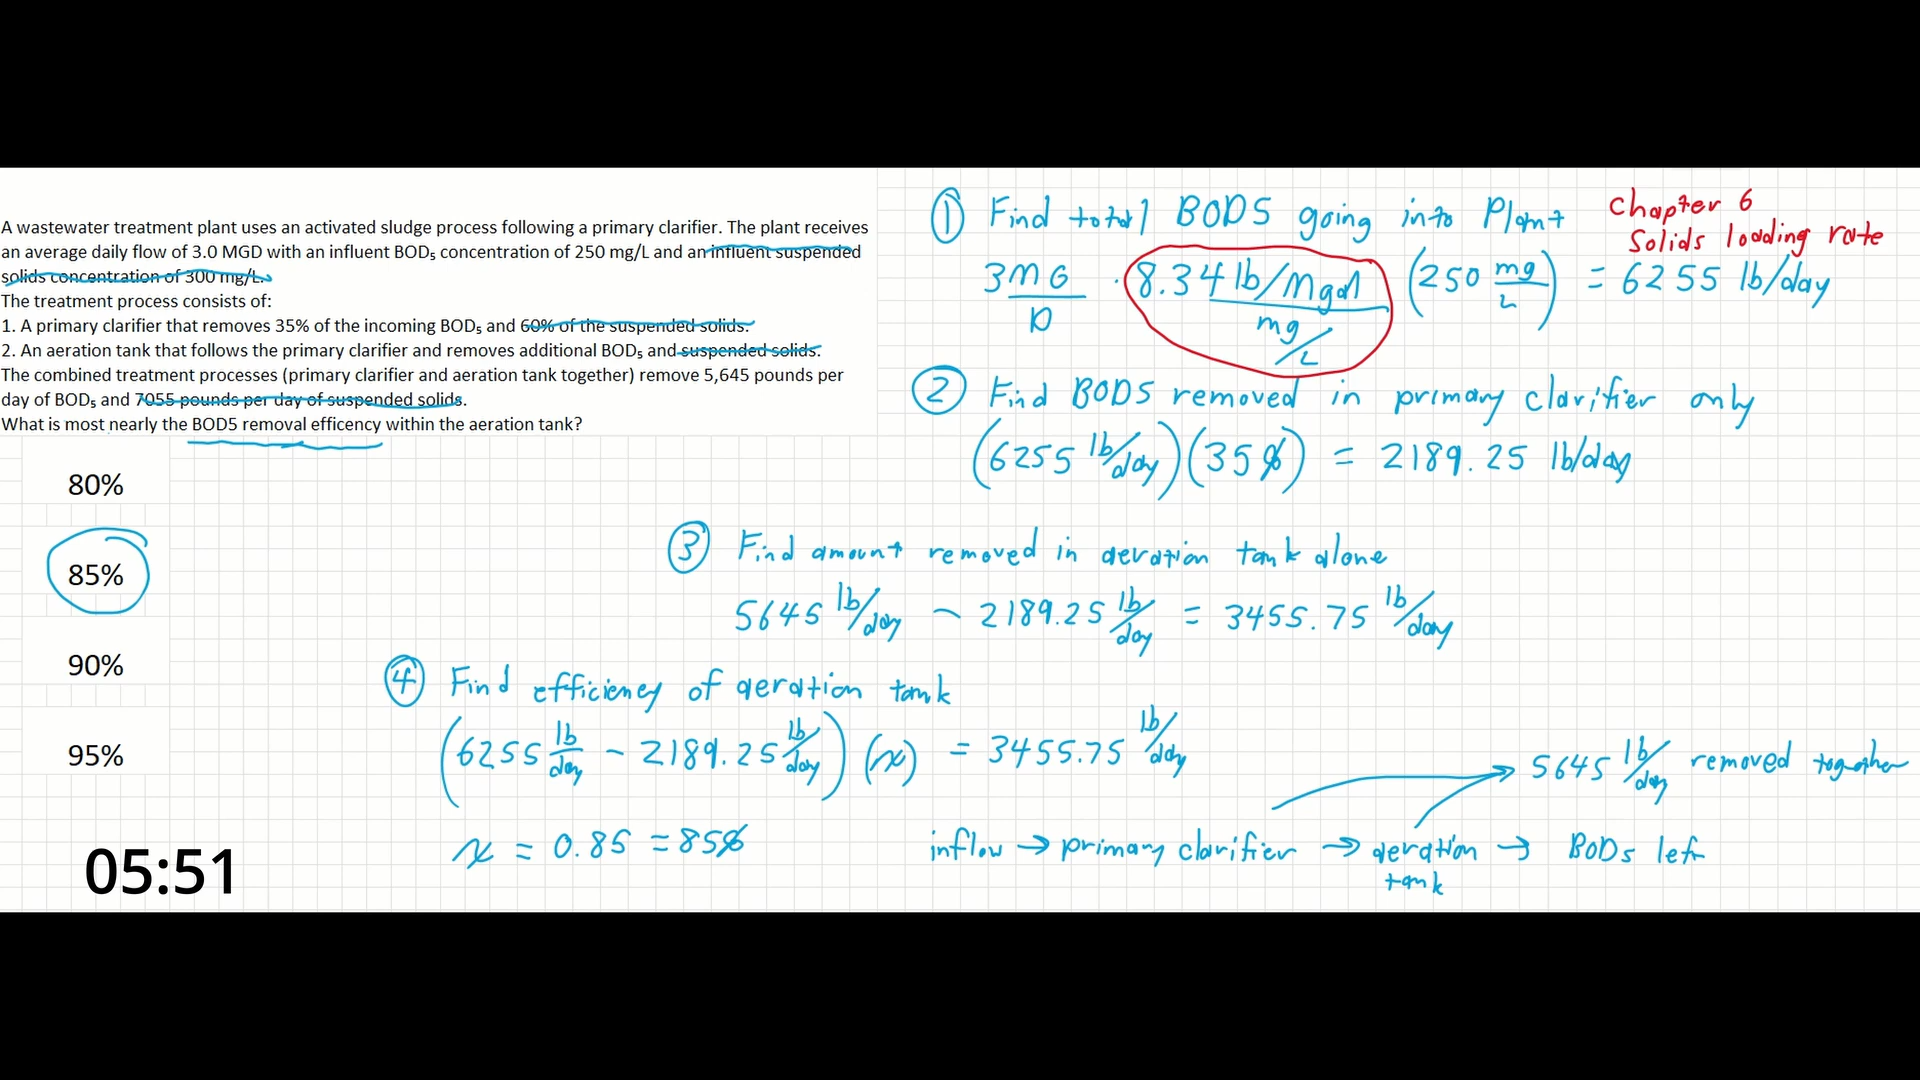 A wastewater treatment plant uses an activated sludge process following a primary clarifier. The plant receives
an average daily flow of 3.0 MGD with an influent BOD₅ concentration of 250 mg/L and an influent suspended
solids concentration of 300 mg/L.
The treatment process consists of:
1. A primary clarifier that removes 35% of the incoming BOD₅ and 60% of the suspended solids.
2. An aeration tank that follows the primary clarifier and removes additional BOD₅ and suspended solids.
The combined treatment processes (primary clarifier and aeration tank together) remove 5,645 pounds per
day of BOD₅ and 7055 pounds per day of suspended solids.
What is most nearly the BOD5 removal efficency within the aeration tank?
80%
85%
90%
95%
05:51
① Find total BOD5 going into Plant
Chapter 6
Solids loading rate
3 MG/D · 8.34 lb/Mgal/mg/L (250 mg/L) = 6255 lb/day
② Find BOD5 removed in primary clarifier only
(6255 lb/day)(35%) = 2189.25 lb/day
③ Find amount removed in aeration tank alone
5645 lb/day - 2189.25 lb/day = 3455.75 lb/day
④ Find efficiency of aeration tank
(6255 lb/day - 2189.25 lb/day)(x) = 3455.75 lb/day
x = 0.85 = 85%
5645 lb/day removed together
inflow → primary clarifier → aeration tank → BOD5 left